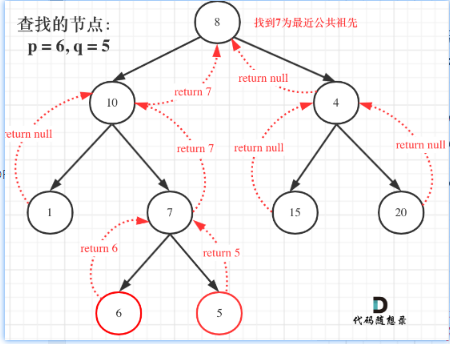 查找的节点:
p = 6, q = 5
8
找到7为最近公共祖先
return 7
return null
10
4
return null
return 7
return null
return null
1
7
15
20
return 6
return 5
6
5
代码随想录